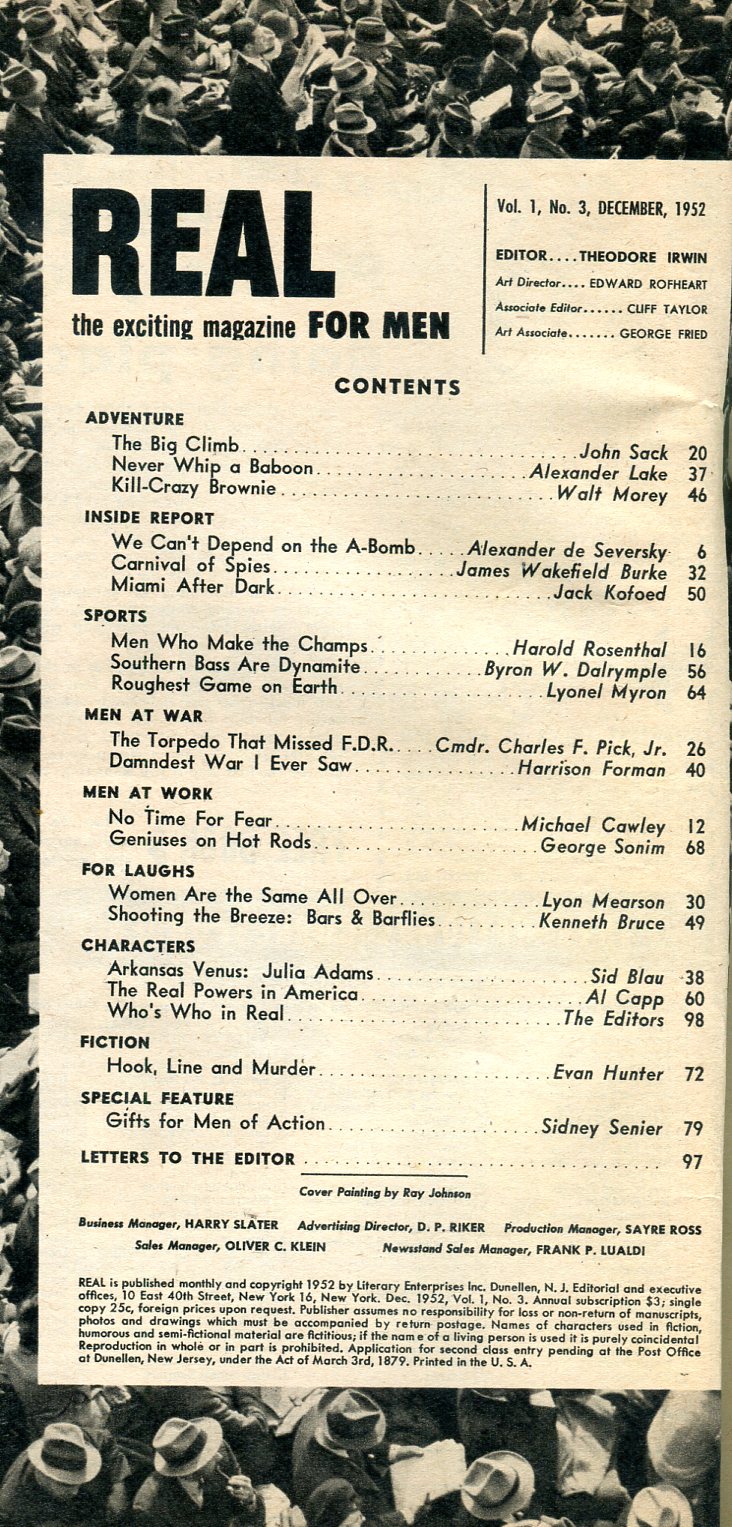 REAL
the exciting magazine FOR MEN
Vol. 1, No. 3, DECEMBER, 1952
EDITOR....THEODORE IRWIN
Art Director.... EDWARD ROFHEART
Associate Editor...... CLIFF TAYLOR
Art Associate....... GEORGE FRIED
CONTENTS
ADVENTURE
The Big Climb.................................John Sack 20
Never Whip a Baboon.....................Alexander Lake 37
Kill-Crazy Brownie...........................Walt Morey 46
INSIDE REPORT
We Can't Depend on the A-Bomb.....Alexander de Seversky 6
Carnival of Spies..................James Wakefield Burke 32
Miami After Dark...........................Jack Kofoed 50
SPORTS
Men Who Make the Champs..............Harold Rosenthal 16
Southern Bass Are Dynamite............Byron W. Dalrymple 56
Roughest Game on Earth....................Lyonel Myron 64
MEN AT WAR
The Torpedo That Missed F.D.R.....Cmdr. Charles F. Pick, Jr. 26
Damndest War I Ever Saw................Harrison Forman 40
MEN AT WORK
No Time For Fear........................Michael Cawley 12
Geniuses on Hot Rods......................George Sonim 68
FOR LAUGHS
Women Are the Same All Over..............Lyon Mearson 30
Shooting the Breeze: Bars & Barflies..........Kenneth Bruce 49
CHARACTERS
Arkansas Venus: Julia Adams.....................Sid Blau 38
The Real Powers in America......................Al Capp 60
Who's Who in Real...........................The Editors 98
FICTION
Hook, Line and Murder.......................Evan Hunter 72
SPECIAL FEATURE
Gifts for Men of Action.....................Sidney Senier 79
LETTERS TO THE EDITOR ................................... 97
Cover Painting by Ray Johnson
Business Manager, HARRY SLATER Advertising Director, D. P. RIKER Production Manager, SAYRE ROSS
Sales Manager, OLIVER C. KLEIN Newsstand Sales Manager, FRANK P. LUALDI
REAL is published monthly and copyright 1952 by Literary Enterprises Inc. Dunellen, N. J. Editorial and executive
offices, 10 East 40th Street, New York 16, New York. Dec. 1952, Vol. 1, No. 3. Annual subscription $3; single
copy 25c, foreign prices upon request. Publisher assumes no responsibility for loss or non-return of manuscripts,
photos and drawings which must be accompanied by return postage. Names of characters used in fiction,
humorous and semi-fictional material are fictitious; if the name of a living person is used it is purely coincidental
Reproduction in whole or in part is prohibited. Application for second class entry pending at the Post Office
at Dunellen, New Jersey, under the Act of March 3rd, 1879. Printed in the U. S. A.